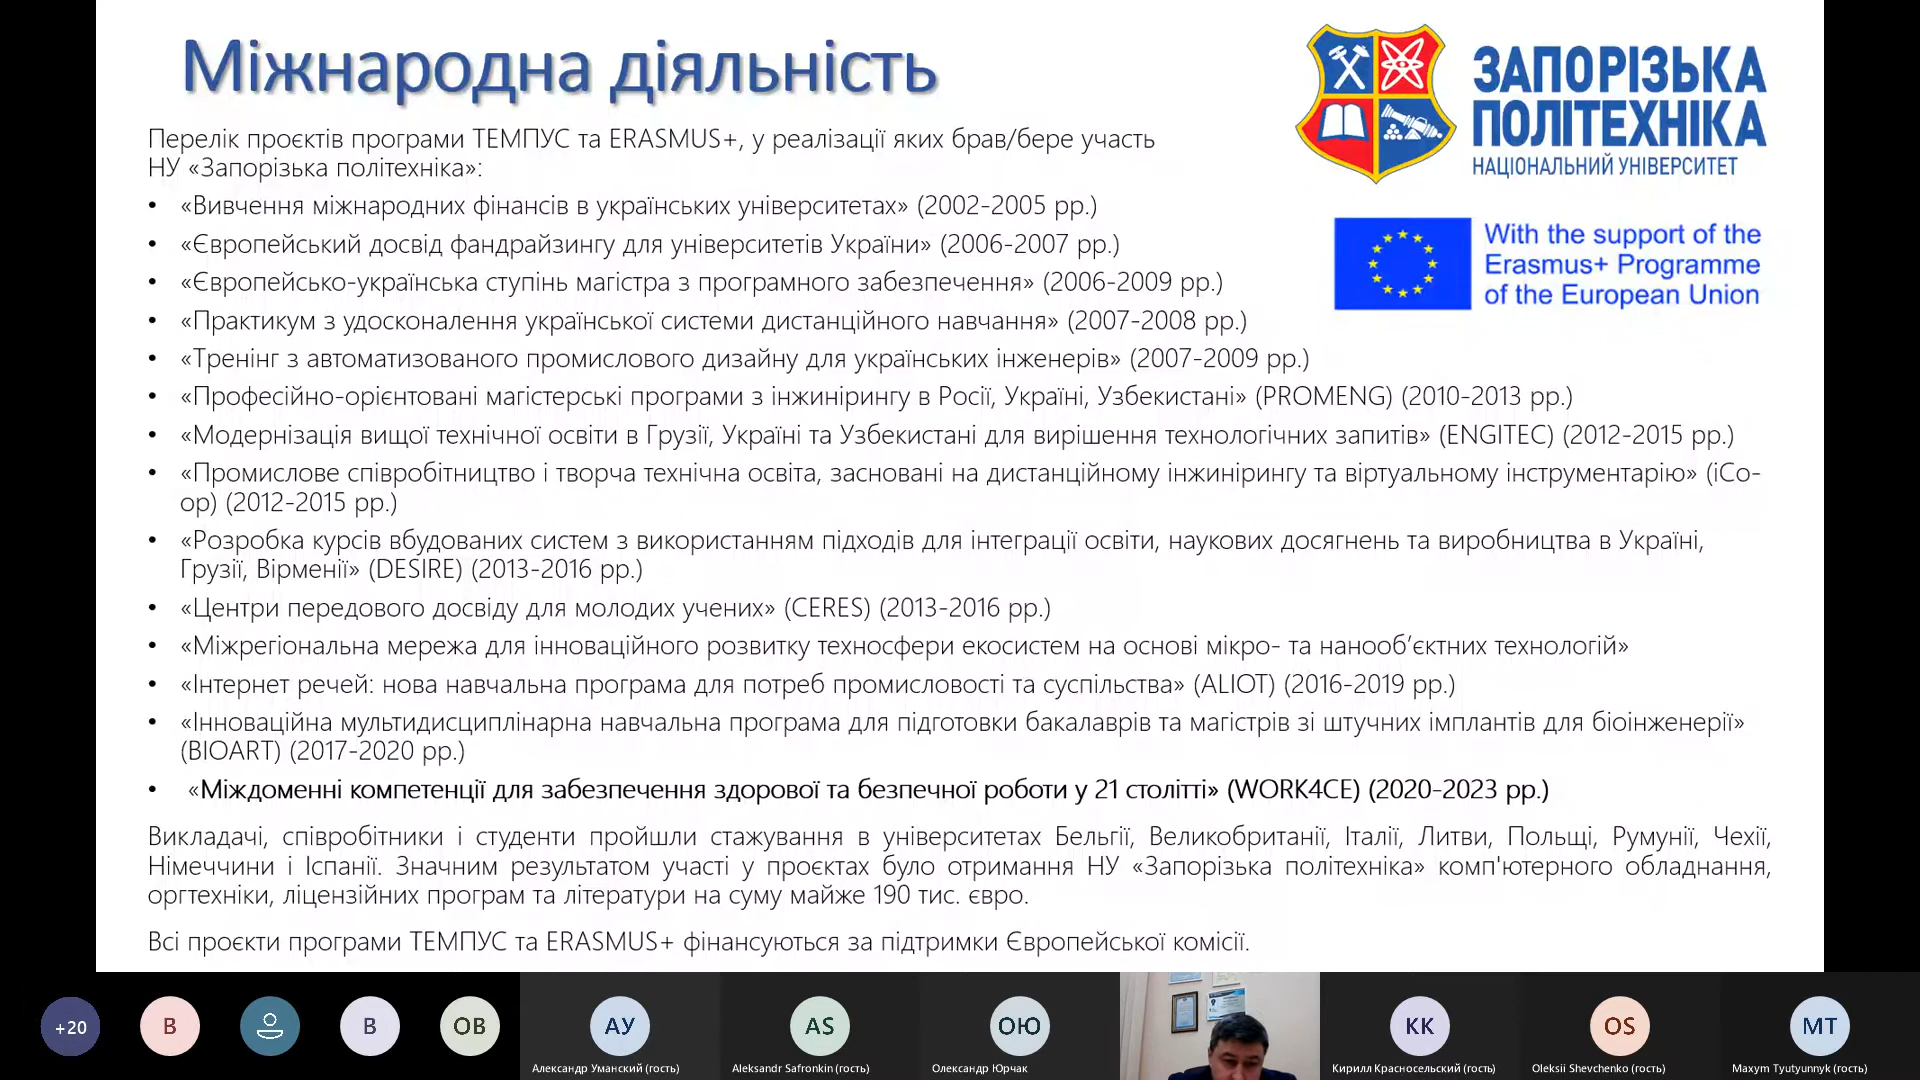 Міжнародна діяльність
ЗАПОРІЗЬКА
ПОЛІТЕХНІКА
НАЦІОНАЛЬНИЙ УНІВЕРСИТЕТ
With the support of the
Erasmus+ Programme
of the European Union
Перелік проєктів програми ТЕМПУС та ERASMUS+, у реалізації яких брав/бере участь
НУ «Запорізька політехніка»:
• «Вивчення міжнародних фінансів в українських університетах» (2002-2005 рр.)
• «Європейський досвід фандрайзингу для університетів України» (2006-2007 рр.)
• «Європейсько-українська ступінь магістра з програмного забезпечення» (2006-2009 рр.)
• «Практикум з удосконалення української системи дистанційного навчання» (2007-2008 рр.)
• «Тренінг з автоматизованого промислового дизайну для українських інженерів» (2007-2009 рр.)
• «Професійно-орієнтовані магістерські програми з інжинірингу в Росії, Україні, Узбекистані» (PROMENG) (2010-2013 рр.)
• «Модернізація вищої технічної освіти в Грузії, Україні та Узбекистані для вирішення технологічних запитів» (ENGITEC) (2012-2015 рр.)
• «Промислове співробітництво і творча технічна освіта, засновані на дистанційному інжинірингу та віртуальному інструментарію» (iCo-
op) (2012-2015 рр.)
• «Розробка курсів вбудованих систем з використанням підходів для інтеграції освіти, наукових досягнень та виробництва в Україні,
Грузії, Вірменії» (DESIRE) (2013-2016 рр.)
• «Центри передового досвіду для молодих учених» (CERES) (2013-2016 рр.)
• «Міжрегіональна мережа для інноваційного розвитку техносфери екосистем на основі мікро- та нанооб’єктних технологій»
• «Інтернет речей: нова навчальна програма для потреб промисловості та суспільства» (ALIOT) (2016-2019 рр.)
• «Інноваційна мультидисциплінарна навчальна програма для підготовки бакалаврів та магістрів зі штучних імплантів для біоінженерії»
(BIOART) (2017-2020 рр.)
• «Міждоменні компетенції для забезпечення здорової та безпечної роботи у 21 столітті» (WORK4CE) (2020-2023 рр.)
Викладачі, співробітники і студенти пройшли стажування в університетах Бельгії, Великобританії, Італії, Литви, Польщі, Румунії, Чехії,
Німеччини і Іспанії. Значним результатом участі у проєктах було отримання НУ «Запорізька політехніка» комп'ютерного обладнання,
оргтехніки, ліцензійних програм та літератури на суму майже 190 тис. євро.
Всі проєкти програми ТЕМПУС та ERASMUS+ фінансуються за підтримки Європейської комісії.
+20
В
В
ОВ
АУ
AS
ОЮ
КК
OS
MT
Александр Уманский (гость)
Aleksandr Safronkin (гость)
Олександр Юрчак
Кирилл Красносельский (гость)
Oleksii Shevchenko (гость)
Maxym Tyutyunnyk (гость)